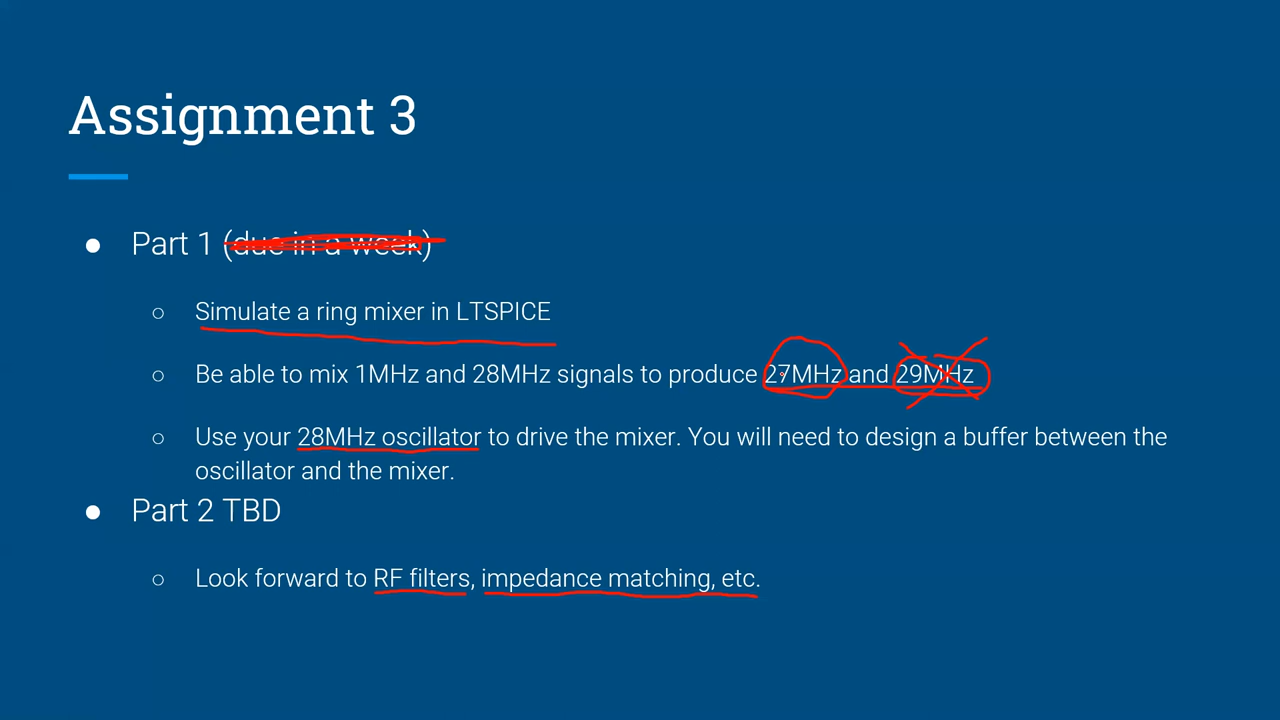 Assignment 3
● Part 1 (due in a week)
○ Simulate a ring mixer in LTSPICE
○ Be able to mix 1MHz and 28MHz signals to produce 27MHz and 29MHz
○ Use your 28MHz oscillator to drive the mixer. You will need to design a buffer between the
oscillator and the mixer.
● Part 2 TBD
○ Look forward to RF filters, impedance matching, etc.